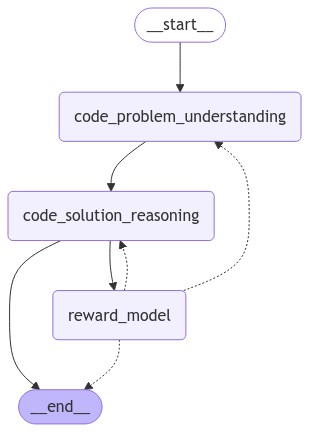 __start__
code_problem_understanding
code_solution_reasoning
reward_model
__end__